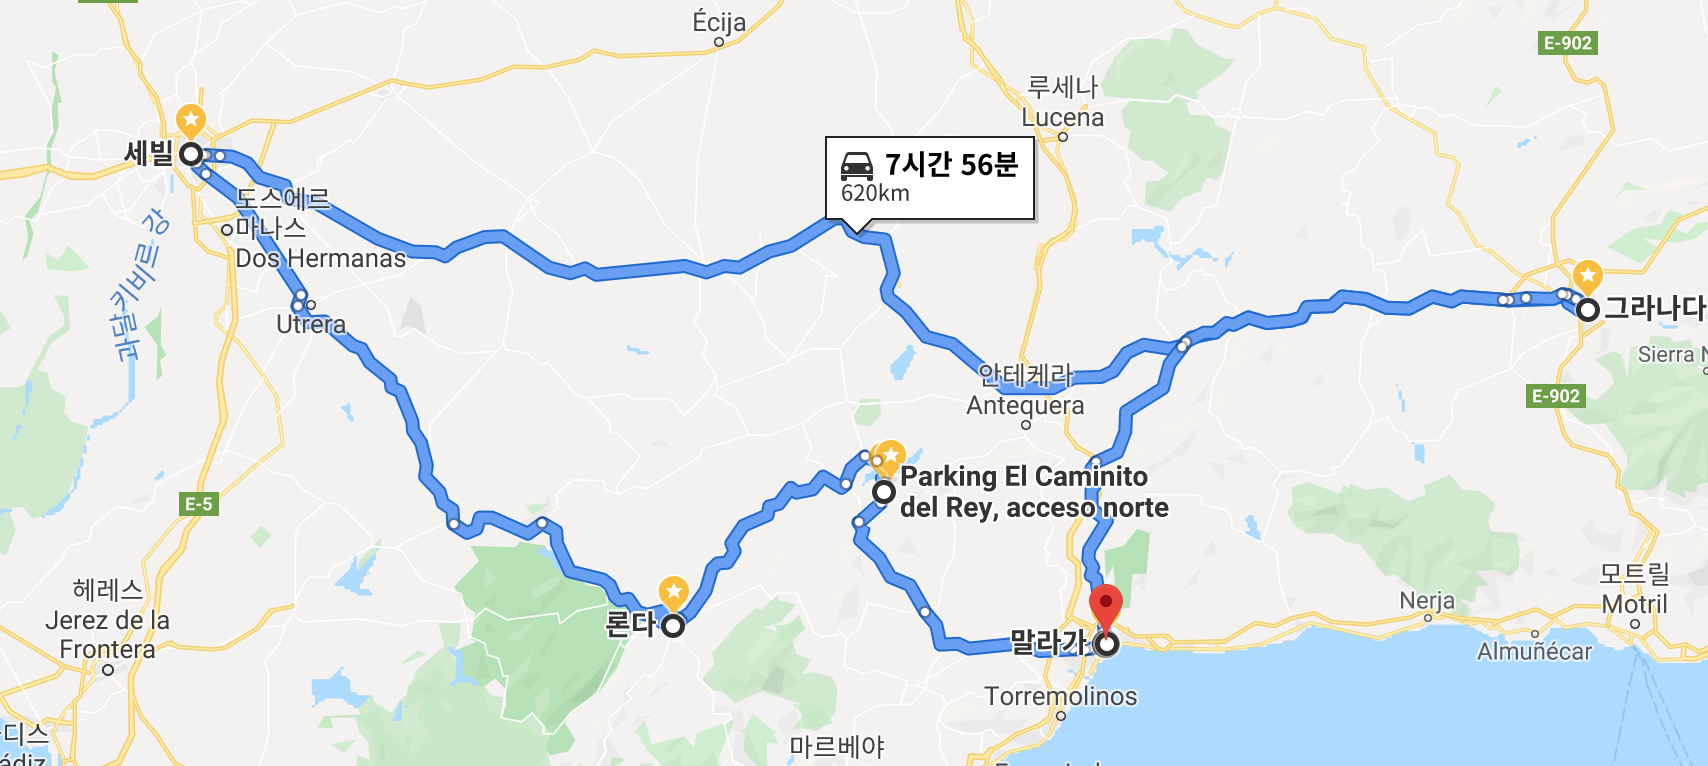 Écija
E-902
루세나
Lucena
세빌
7시간 56분
620km
도스에르
마나스
Dos Hermanas
과달키비르 강
Utrera
그라나다
Sierra N
안테케라
Antequera
E-902
Parking El Caminito
del Rey, acceso norte
E-5
헤레스
Jerez de la
Frontera
론다
말라가
Nerja
모트릴
Motril
Almuñécar
Torremolinos
디스
ádiz
마르베야